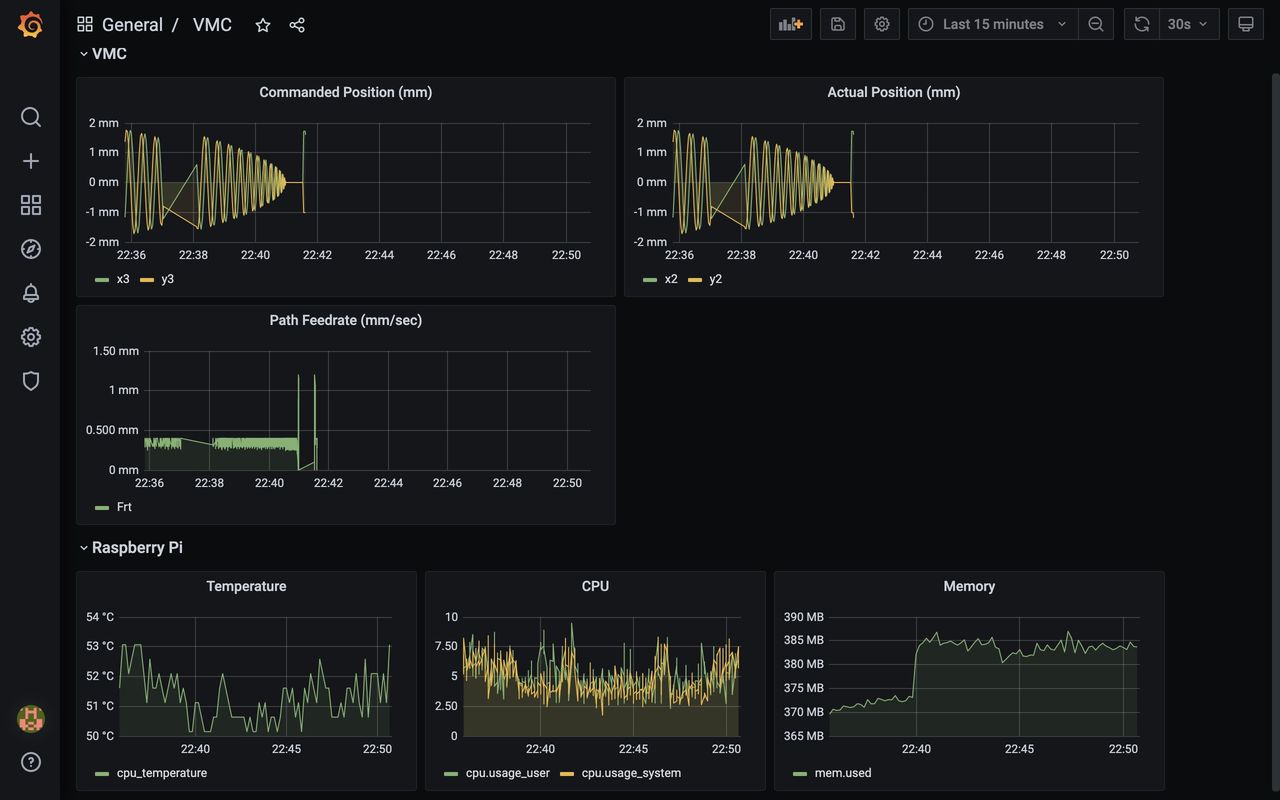 General / VMC
Last 15 minutes
30s
VMC
Commanded Position (mm)
2 mm
1 mm
0 mm
-1 mm
-2 mm
22:36 22:38 22:40 22:42 22:44 22:46 22:48 22:50
x3 y3
Actual Position (mm)
2 mm
1 mm
0 mm
-1 mm
-2 mm
22:36 22:38 22:40 22:42 22:44 22:46 22:48 22:50
x2 y2
Path Feedrate (mm/sec)
1.50 mm
1 mm
0.500 mm
0 mm
22:36 22:38 22:40 22:42 22:44 22:46 22:48 22:50
Frt
Raspberry Pi
Temperature
54 °C
53 °C
52 °C
51 °C
50 °C
22:40 22:45 22:50
cpu_temperature
CPU
10
7.50
5
2.50
0
22:40 22:45 22:50
cpu.usage_user cpu.usage_system
Memory
390 MB
385 MB
380 MB
375 MB
370 MB
365 MB
22:40 22:45 22:50
mem.used